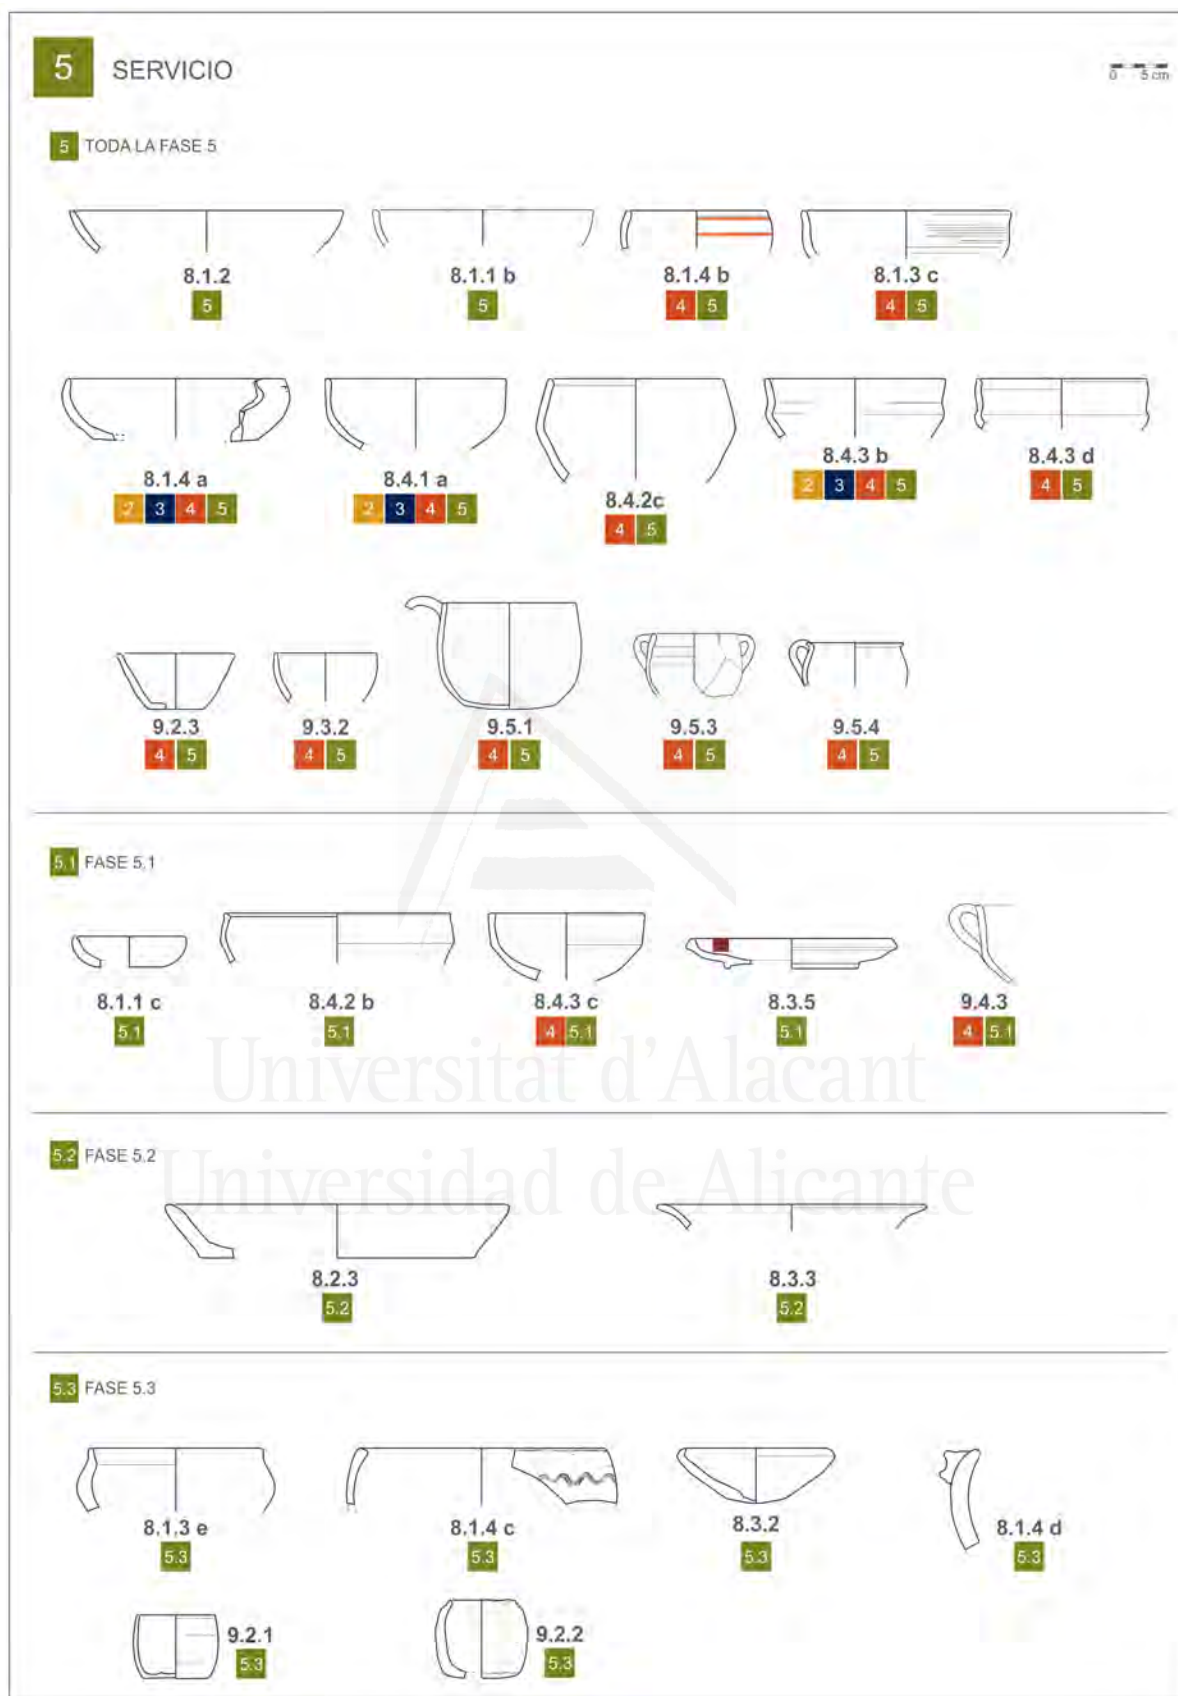 5 SERVICIO
0 5 cm
5 TODA LA FASE 5
8.1.2
5
8.1.1 b
5
8.1.4 b
4 5
8.1.3 c
4 5
8.1.4 a
2 3 4 5
8.4.1 a
2 3 4 5
8.4.2c
4 5
8.4.3 b
2 3 4 5
8.4.3 d
4 5
9.2.3
4 5
9.3.2
4 5
9.5.1
4 5
9.5.3
4 5
9.5.4
4 5
5.1 FASE 5.1
8.1.1 c
5.1
8.4.2 b
5.1
8.4.3 c
4 5.1
8.3.5
5.1
9.4.3
4 5.1
Universitat d'Alacant
5.2 FASE 5.2
Universidad de Alicante
8.2.3
5.2
8.3.3
5.2
5.3 FASE 5.3
8.1.3 e
5.3
8.1.4 c
5.3
8.3.2
5.3
8.1.4 d
5.3
9.2.1
5.3
9.2.2
5.3